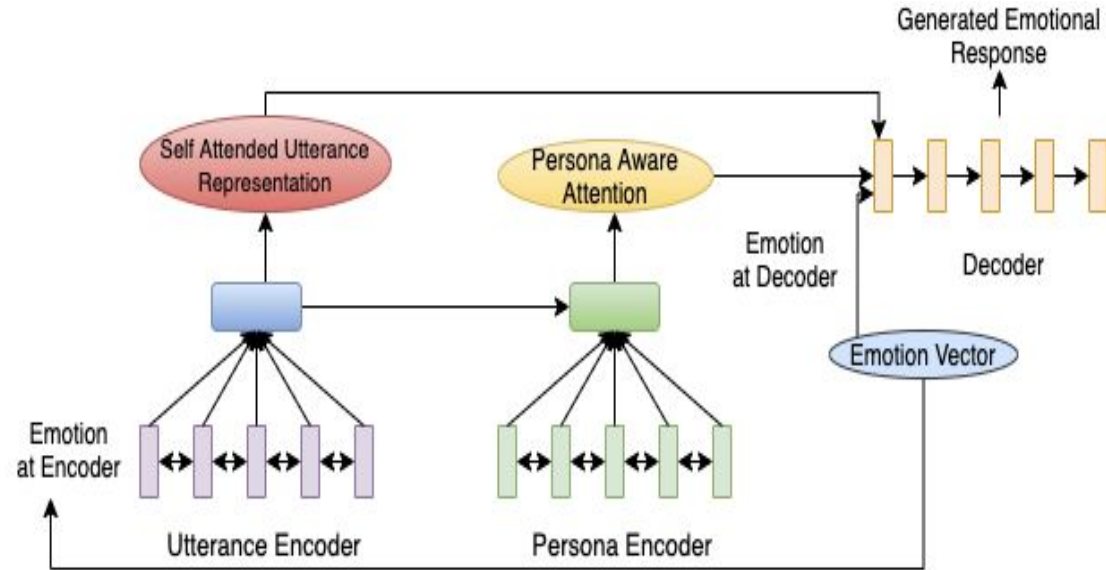 Generated Emotional
Response
Self Attended Utterance
Representation
Persona Aware
Attention
Emotion
at Decoder
Decoder
Emotion Vector
Emotion
at Encoder
Utterance Encoder
Persona Encoder